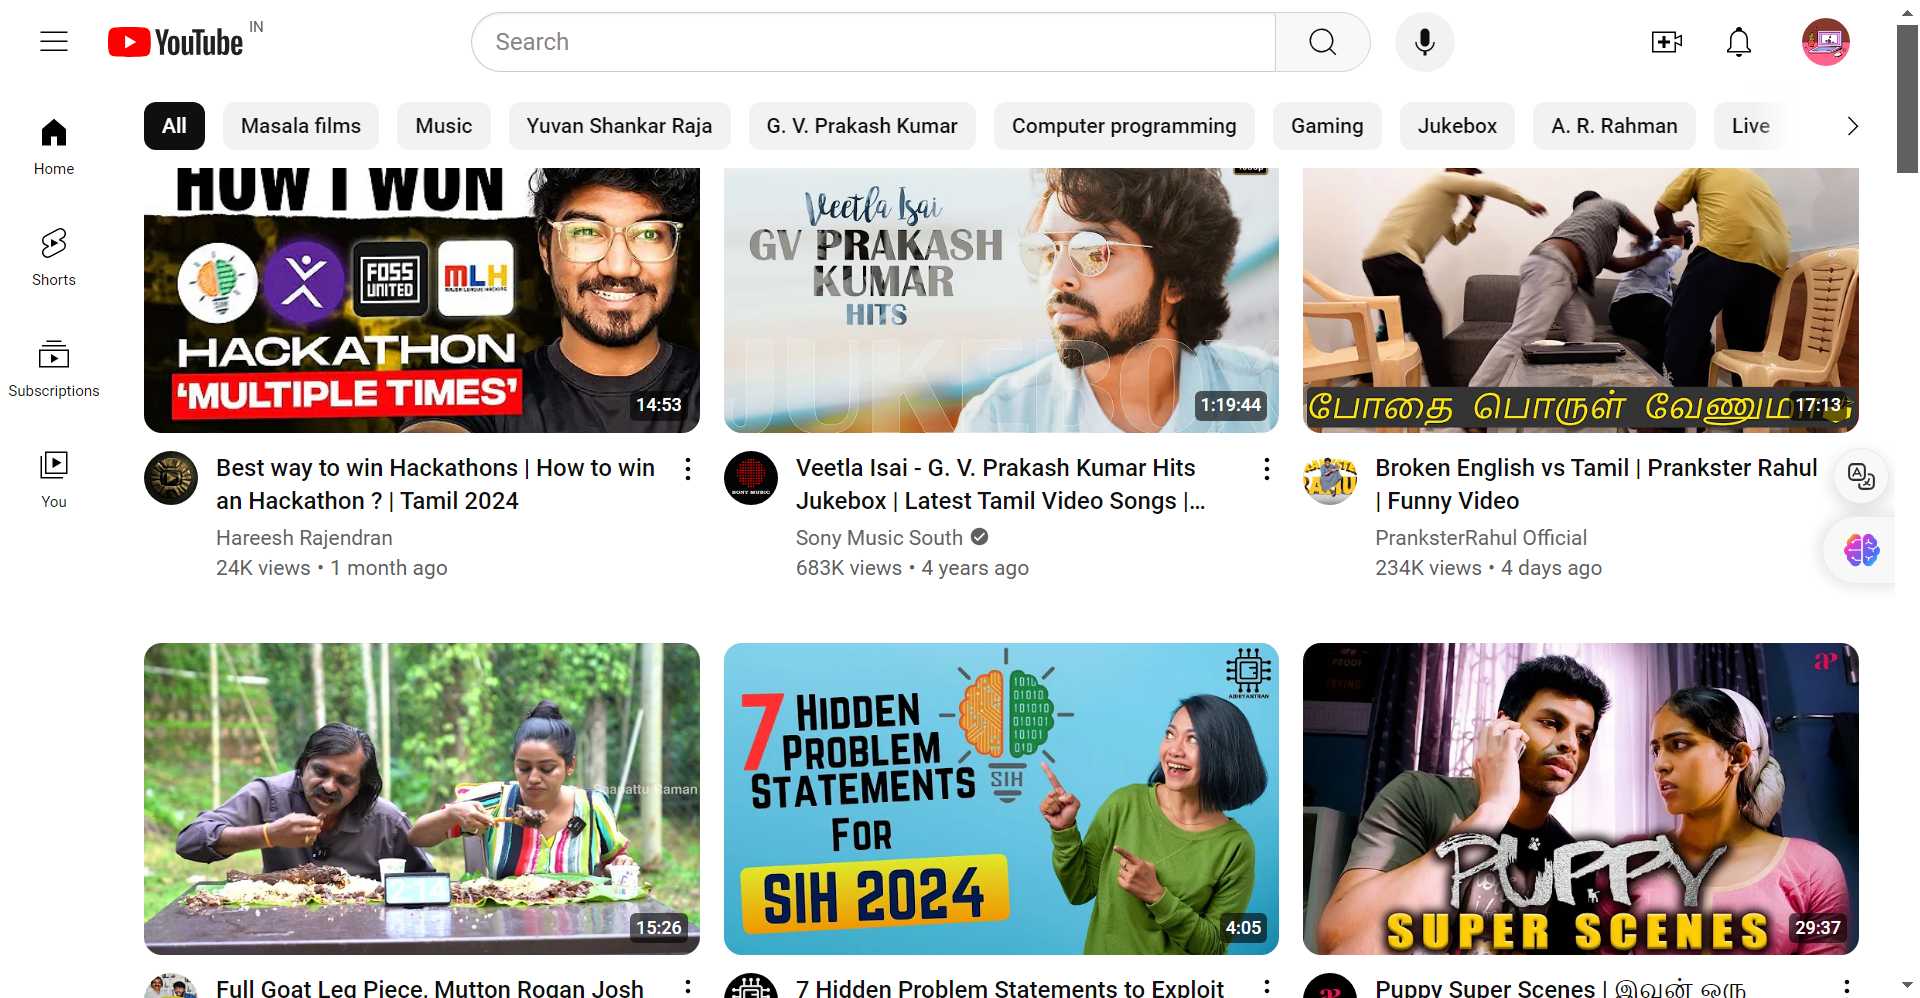 YouTube IN
Search
All
Masala films
Music
Yuvan Shankar Raja
G. V. Prakash Kumar
Computer programming
Gaming
Jukebox
A. R. Rahman
Live
Home
Shorts
Subscriptions
You
HOW I WON
FOSS
UNITED
MLH
MAJOR LEAGUE HACKING
HACKATHON
'MULTIPLE TIMES'
14:53
Best way to win Hackathons | How to win
an Hackathon ? | Tamil 2024
Hareesh Rajendran
24K views • 1 month ago
Veetla Isai
GV PRAKASH
KUMAR
HITS
JUKEBOX
1:19:44
SONY MUSIC
Veetla Isai - G. V. Prakash Kumar Hits
Jukebox | Latest Tamil Video Songs |...
Sony Music South
683K views • 4 years ago
போதை பொருள்
17:13
Broken English vs Tamil | Prankster Rahul
| Funny Video
PranksterRahul Official
234K views • 4 days ago
15:26
Full Goat Leg Piece, Mutton Rogan Josh
7 HIDDEN
PROBLEM
STATEMENTS
FOR
SIH 2024
SIH
4:05
7 Hidden Problem Statements to Exploit
PUPPY
SUPER SCENES
29:37
Puppy Super Scenes | இவன் ஒரு